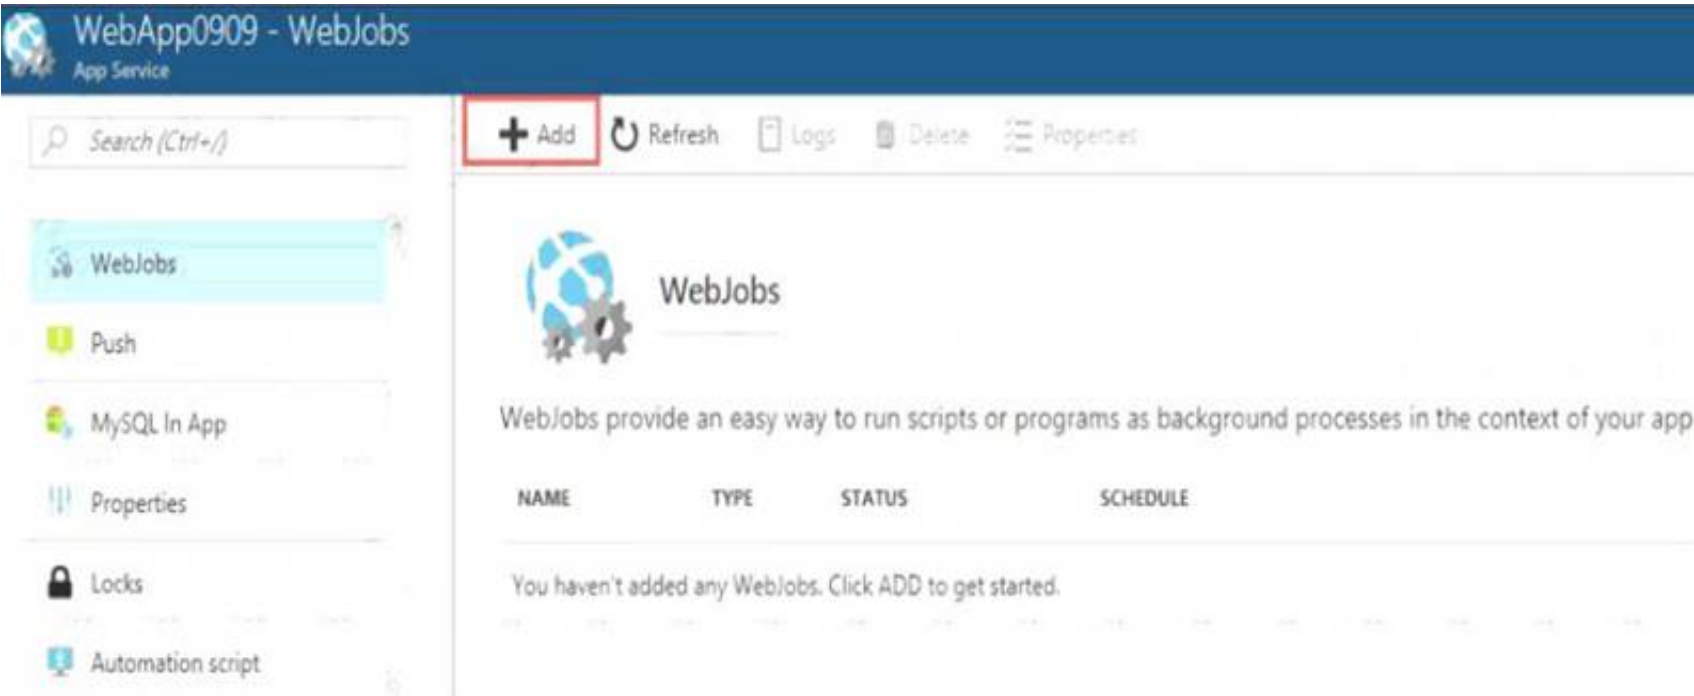 WebApp0909 - WebJobs
App Service
Search (Ctrl+/)
WebJobs
Push
MySQL In App
Properties
Locks
Automation script
Add
Refresh
Logs
Delete
Properties
WebJobs
WebJobs provide an easy way to run scripts or programs as background processes in the context of your app
NAME TYPE STATUS SCHEDULE
You haven't added any WebJobs. Click ADD to get started.